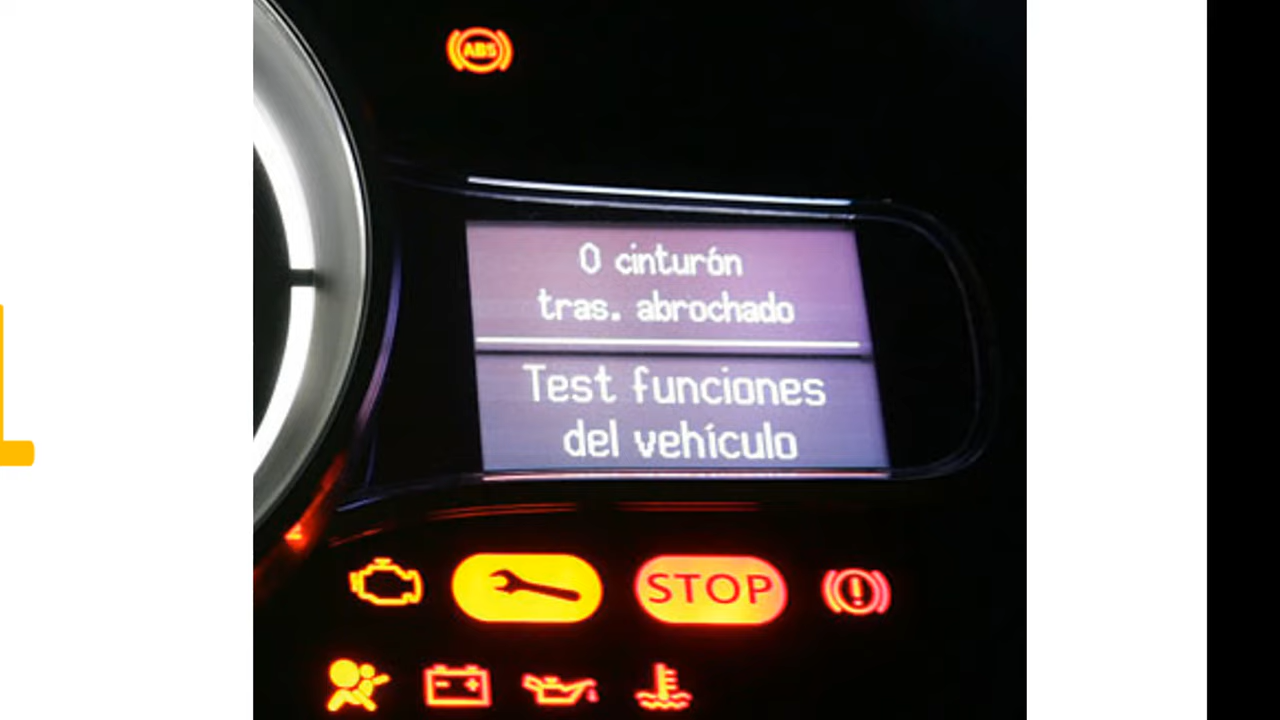 ABS
0 cinturón
tras. abrochado
Test funciones
del vehículo
STOP